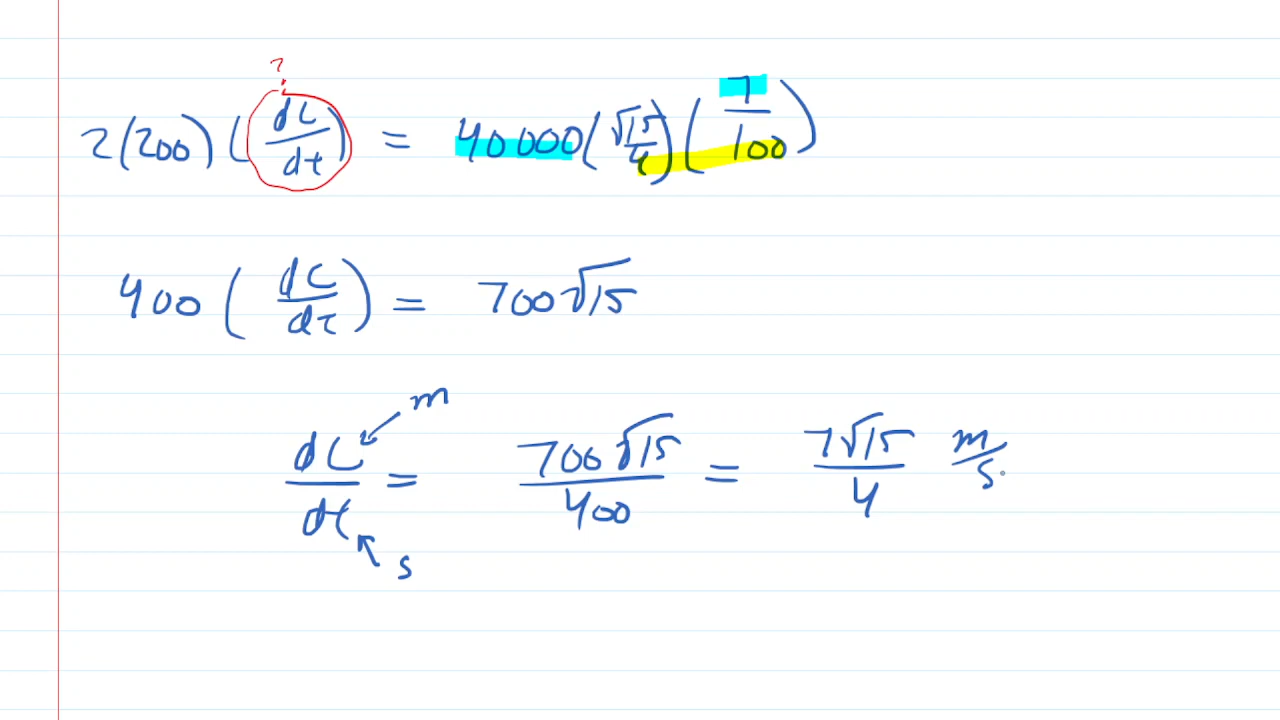 ?
2(200) (dL/dt) = 40000(√15/4)(7/100)
400 (dL/dt) = 700√15
m
dL/dt = 700√15/400 = 7√15/4 m/s
s